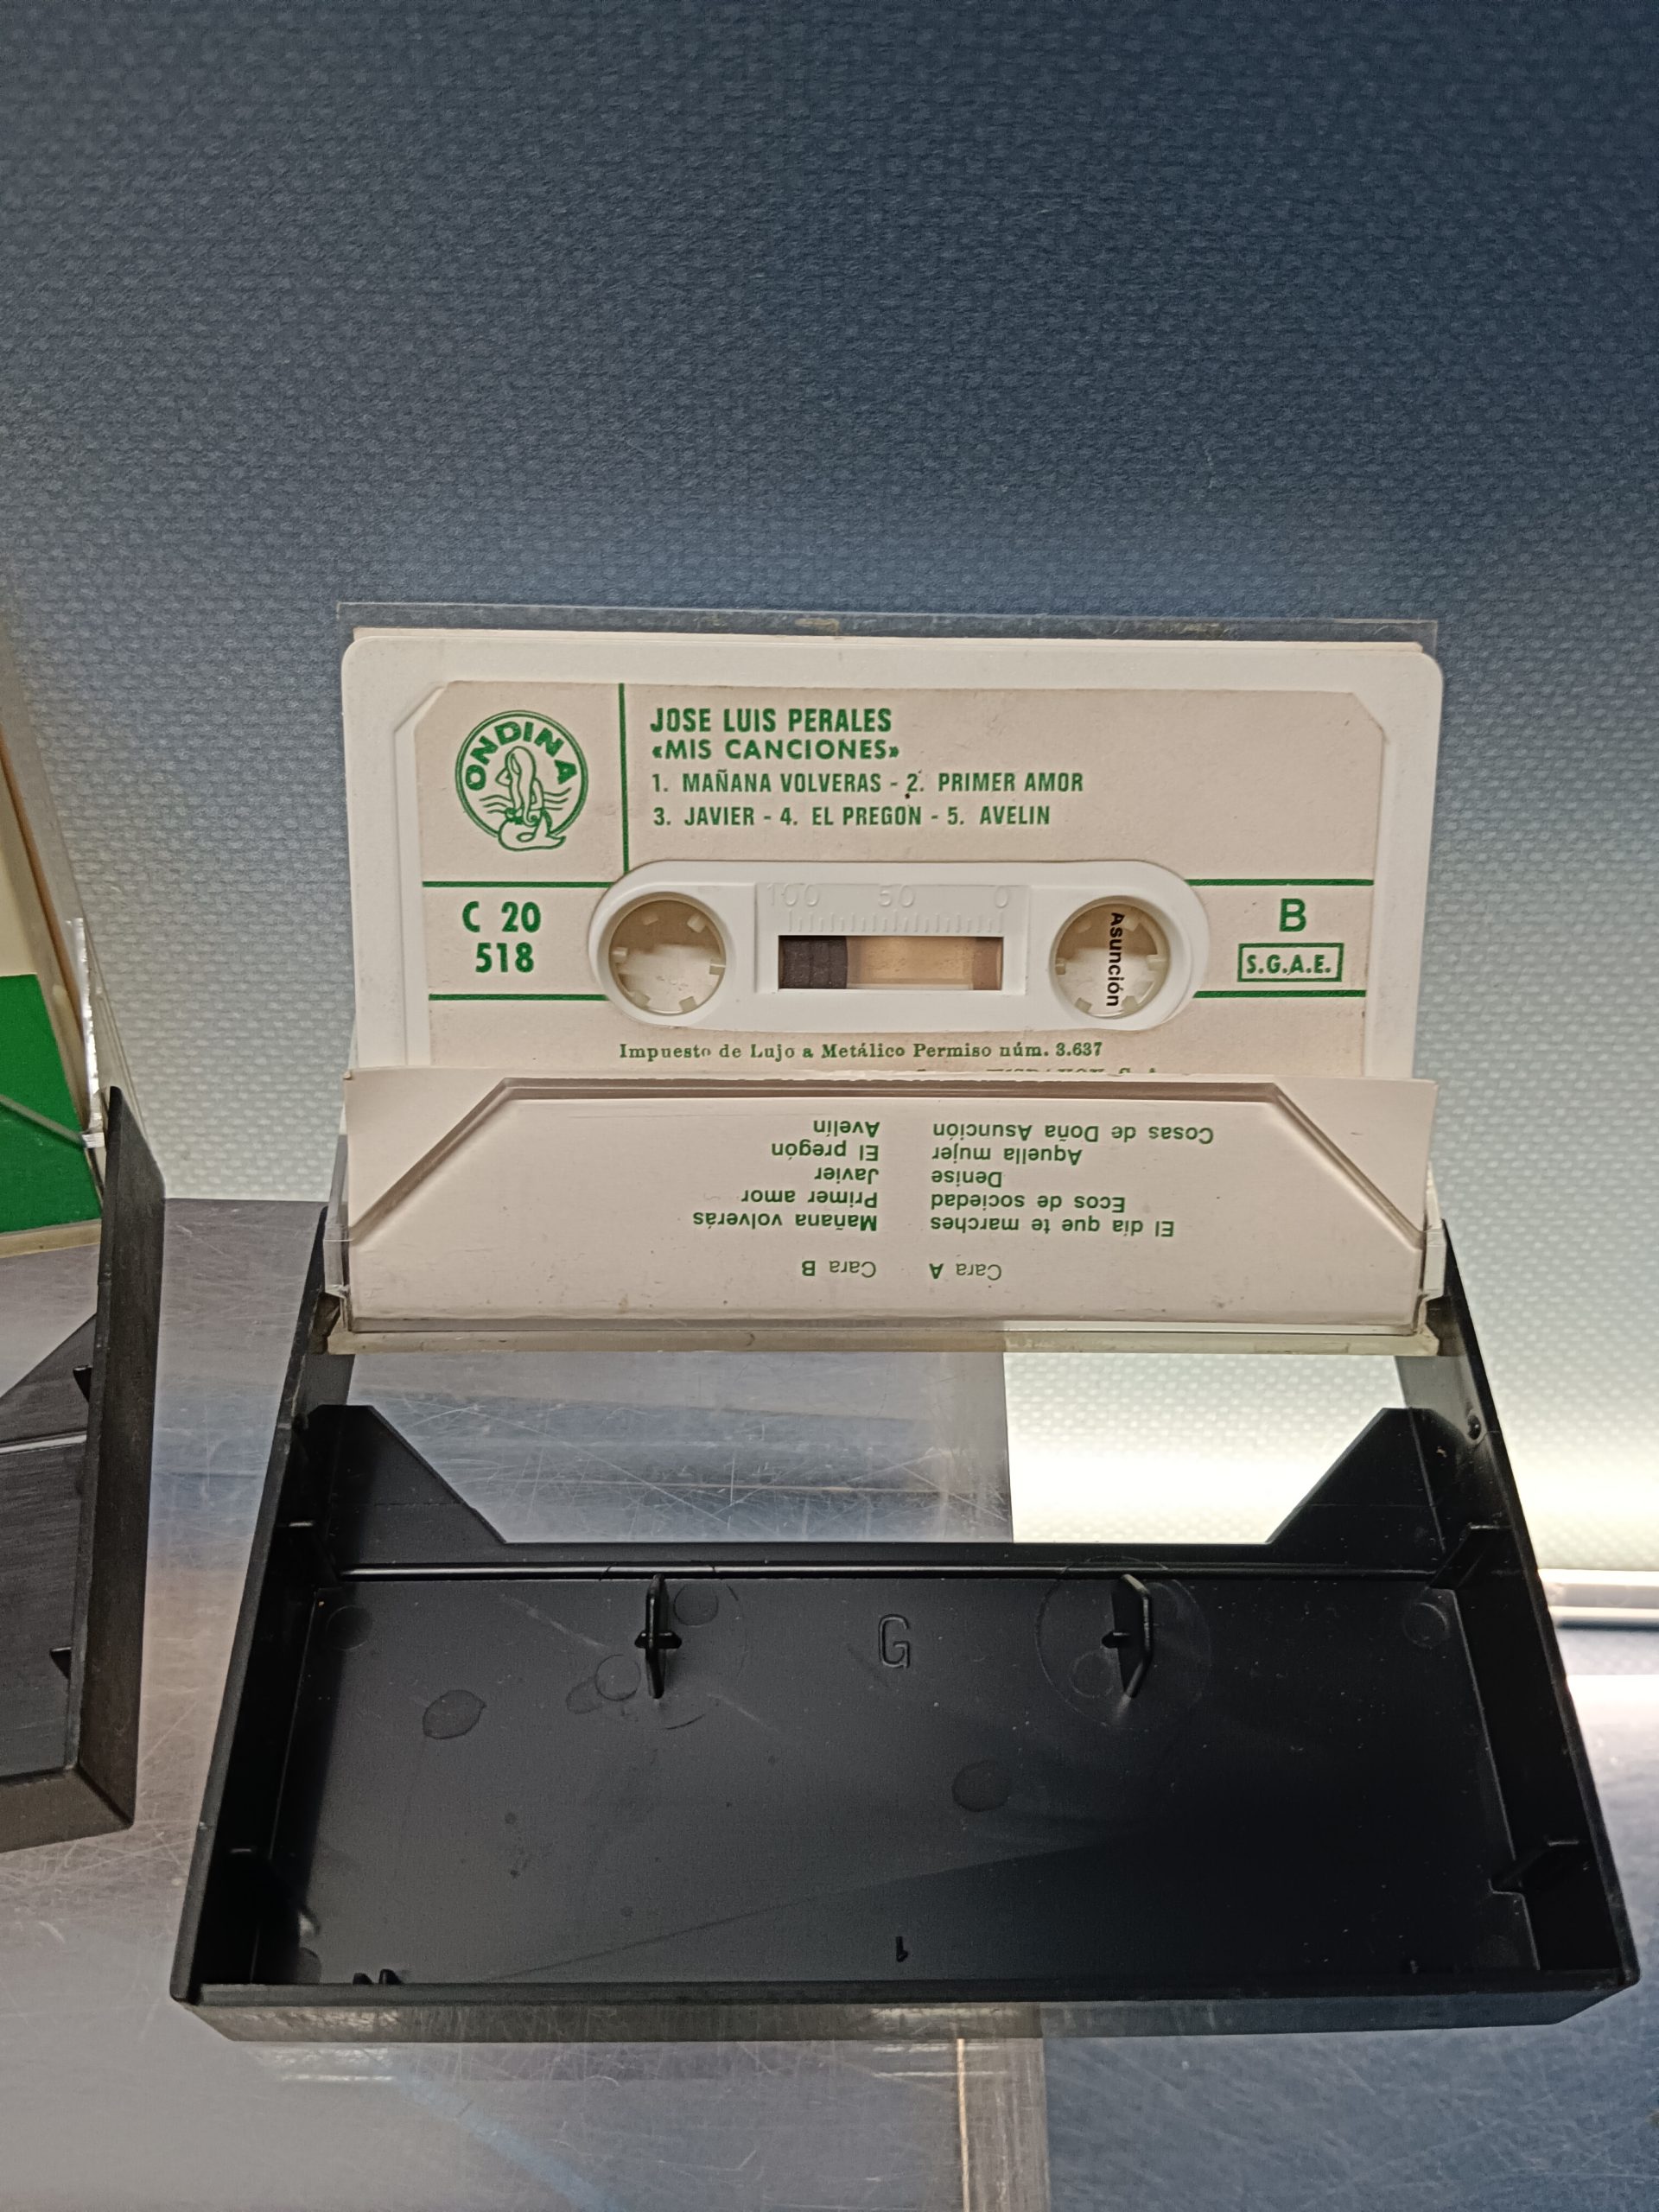 ONDINA
JOSE LUIS PERALES
«MIS CANCIONES»
1. MAÑANA VOLVERAS - 2. PRIMER AMOR
3. JAVIER - 4. EL PREGON - 5. AVELIN
C 20
518
100 50 0
Asunción
B
S.G.A.E.
Impuesto de Lujo a Metálico Permiso núm. 3.637
Cara A
El día que te marches
Ecos de sociedad
Denise
Aquella mujer
Cosas de Doña Asunción
Cara B
Mañana volverás
Primer amor
Javier
El pregón
Avelín
G
1